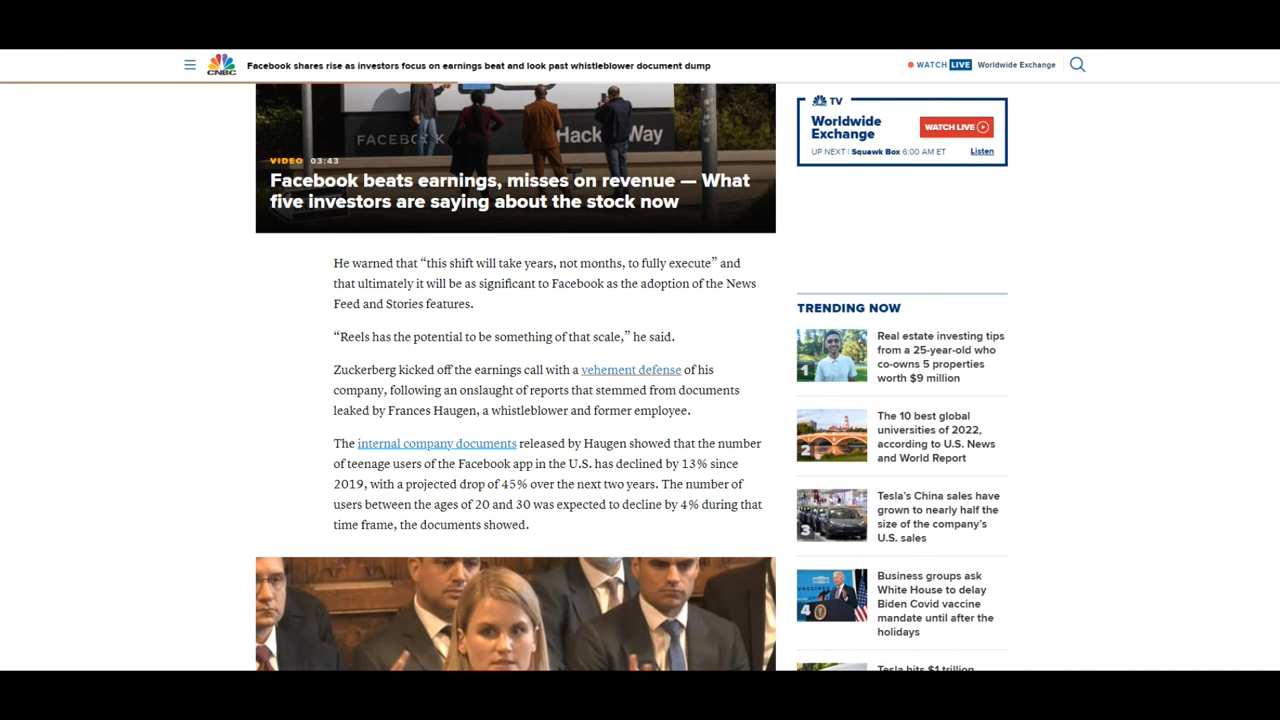 CNBC
Facebook shares rise as investors focus on earnings beat and look past whistleblower document dump
WATCH LIVE Worldwide Exchange
FACEBOOK
Hack Way
VIDEO 03:43
Facebook beats earnings, misses on revenue — What
five investors are saying about the stock now
He warned that “this shift will take years, not months, to fully execute” and
that ultimately it will be as significant to Facebook as the adoption of the News
Feed and Stories features.
“Reels has the potential to be something of that scale,” he said.
Zuckerberg kicked off the earnings call with a vehement defense of his
company, following an onslaught of reports that stemmed from documents
leaked by Frances Haugen, a whistleblower and former employee.
The internal company documents released by Haugen showed that the number
of teenage users of the Facebook app in the U.S. has declined by 13% since
2019, with a projected drop of 45% over the next two years. The number of
users between the ages of 20 and 30 was expected to decline by 4% during that
time frame, the documents showed.
TV
Worldwide
Exchange
WATCH LIVE
UP NEXT | Squawk Box 6:00 AM ET
Listen
TRENDING NOW
1
Real estate investing tips
from a 25-year-old who
co-owns 5 properties
worth $9 million
2
The 10 best global
universities of 2022,
according to U.S. News
and World Report
3
Tesla’s China sales have
grown to nearly half the
size of the company’s
U.S. sales
4
Business groups ask
White House to delay
Biden Covid vaccine
mandate until after the
holidays
Tesla hits $1 trillion